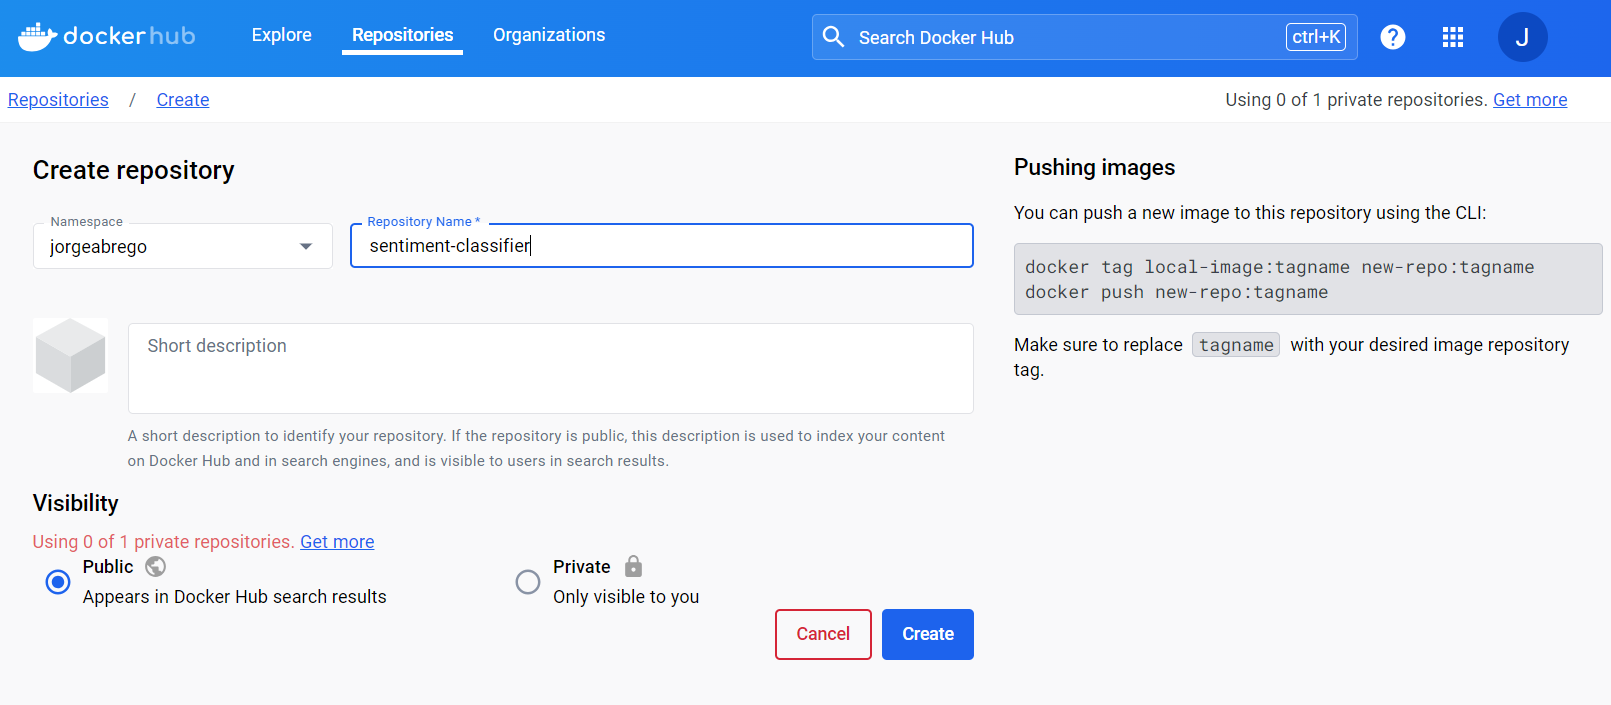 dockerhub
Explore
Repositories
Organizations
Search Docker Hub
ctrl+K
?
J
Repositories / Create
Using 0 of 1 private repositories. Get more
Create repository
Namespace
jorgeabrego
Repository Name *
sentiment-classifier
Short description
A short description to identify your repository. If the repository is public, this description is used to index your content
on Docker Hub and in search engines, and is visible to users in search results.
Visibility
Using 0 of 1 private repositories. Get more
Public
Appears in Docker Hub search results
Private
Only visible to you
Cancel
Create
Pushing images
You can push a new image to this repository using the CLI:
docker tag local-image:tagname new-repo:tagname
docker push new-repo:tagname
Make sure to replace tagname with your desired image repository
tag.